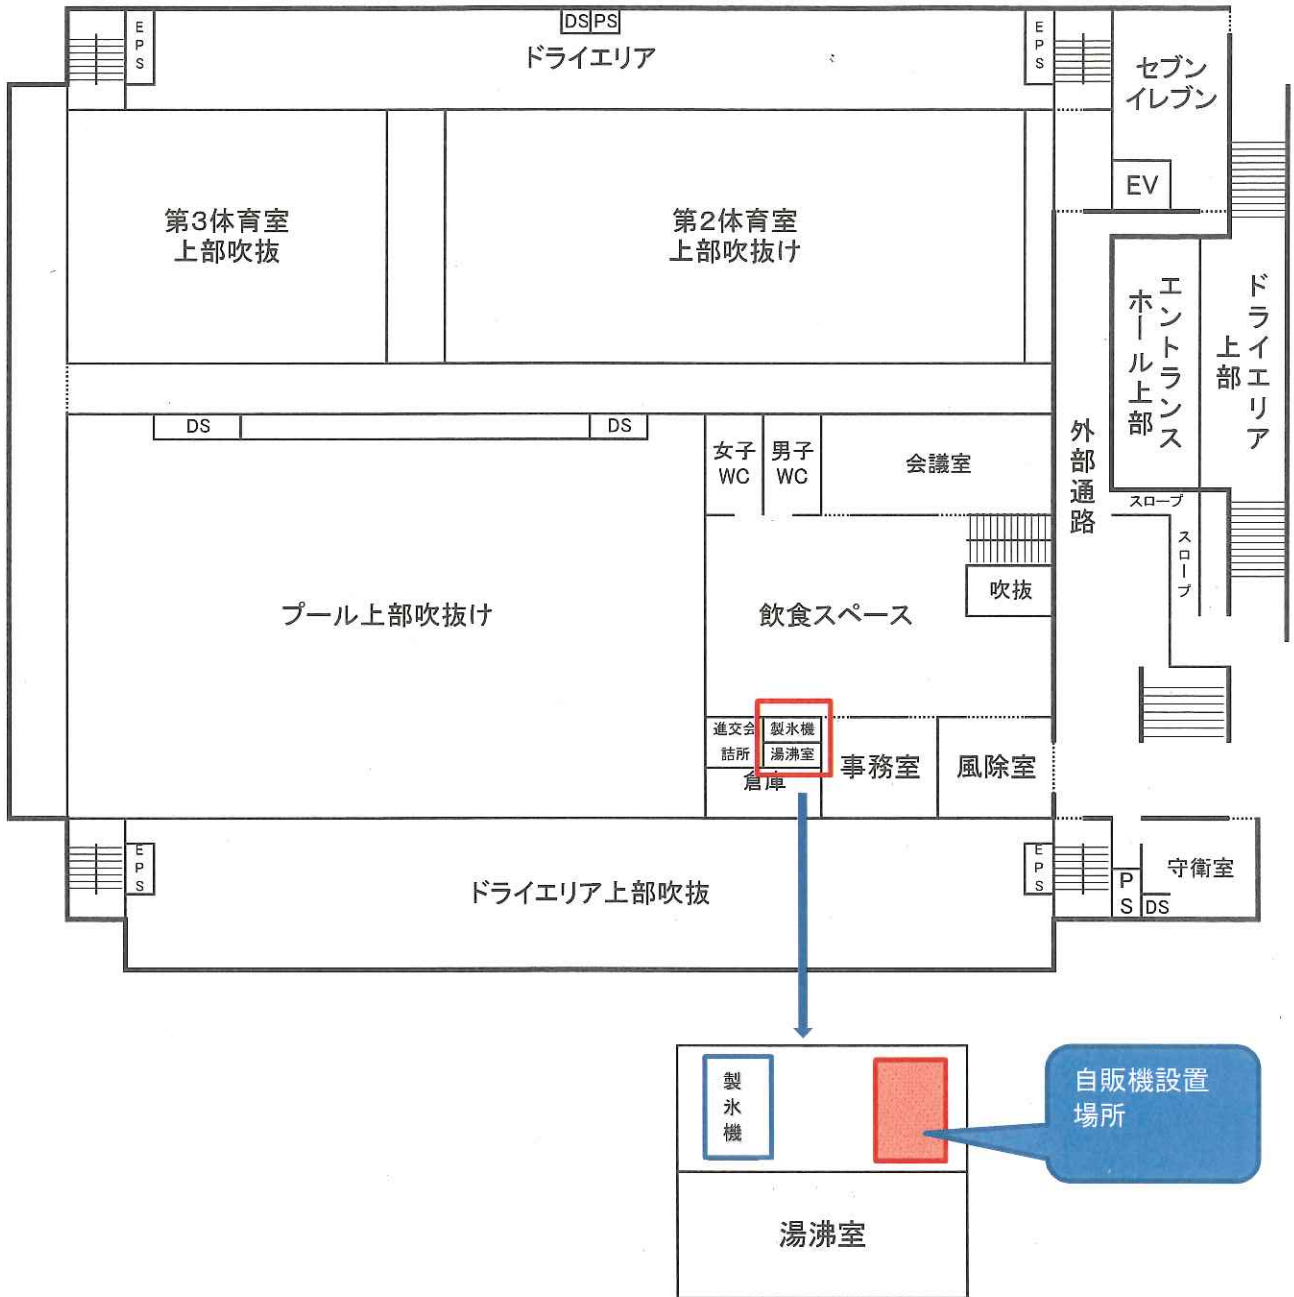 EPS
DS
PS
ドライエリア
EPS
セブン
イレブン
EV
第3体育室
上部吹抜
第2体育室
上部吹抜け
エントランス
ホール上部
ドライエリア
上部
外部通路
DS
DS
女子
WC
男子
WC
会議室
スロープ
スロープ
吹抜
プール上部吹抜け
飲食スペース
進交会
詰所
製氷機
湯沸室
倉庫
事務室
風除室
EPS
ドライエリア上部吹抜
EPS
PS
DS
守衛室
製氷機
自販機設置
場所
湯沸室